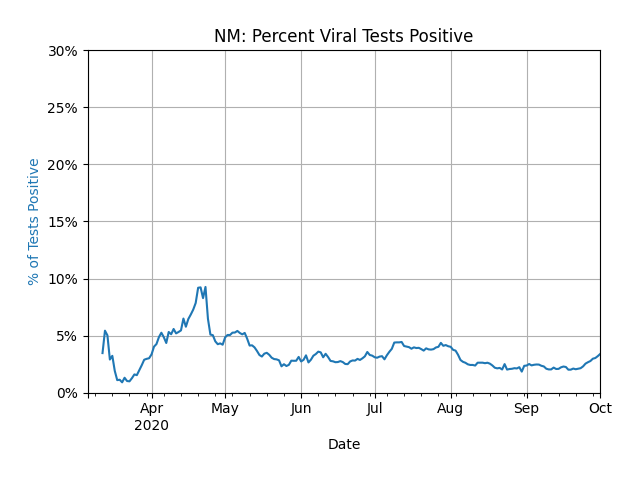 NM: Percent Viral Tests Positive
30%
25%
20%
15%
10%
5%
0%
% of Tests Positive
Apr May Jun Jul Aug Sep Oct
2020
Date